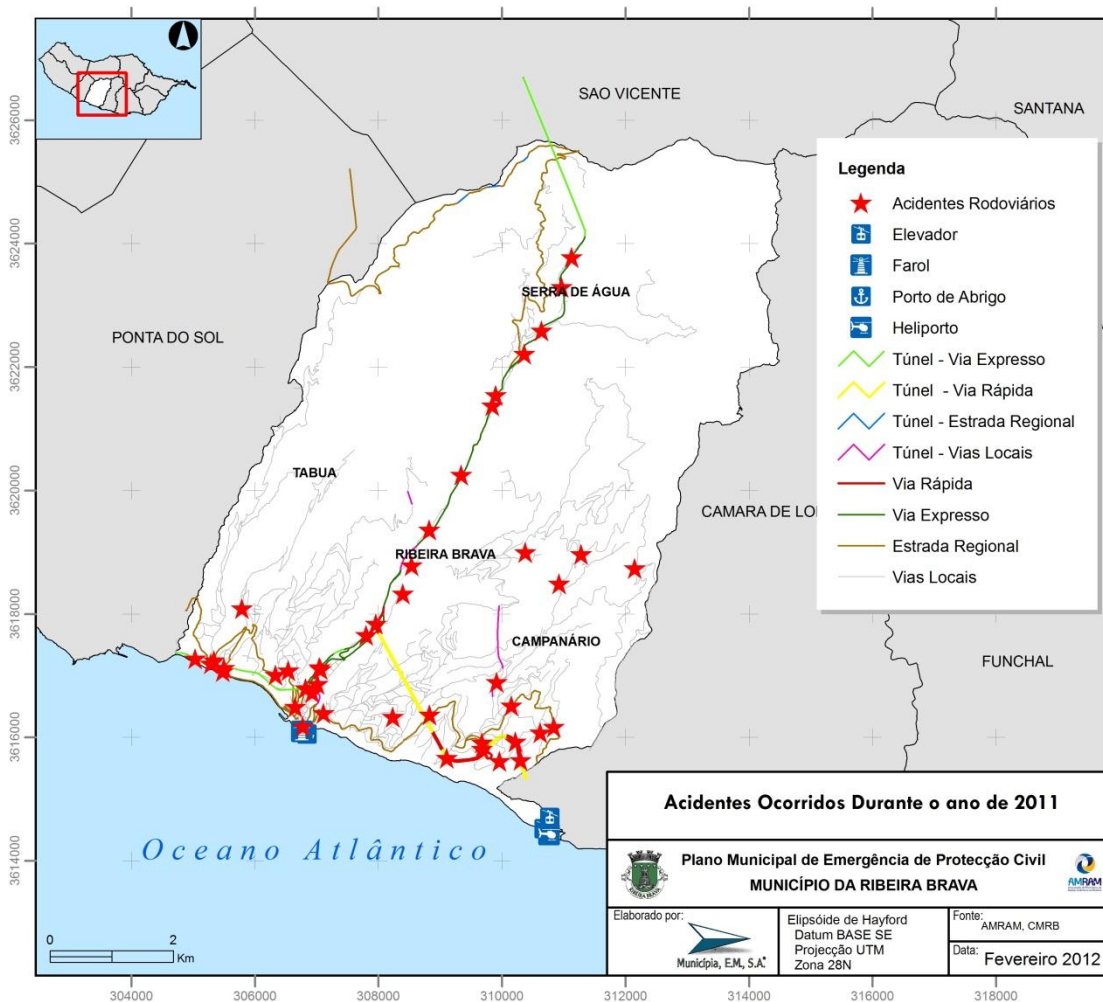 SAO VICENTE
SANTANA
PONTA DO SOL
SERRA DE ÁGUA
TABUA
RIBEIRA BRAVA
CAMARA DE LO
CAMPANÁRIO
FUNCHAL
Oceano Atlântico
Legenda
Acidentes Rodoviários
Elevador
Farol
Porto de Abrigo
Heliporto
Túnel - Via Expresso
Túnel - Via Rápida
Túnel - Estrada Regional
Túnel - Vias Locais
Via Rápida
Via Expresso
Estrada Regional
Vias Locais
3626000
3624000
3622000
3620000
3618000
3616000
3614000
0 2
Km
304000 306000 308000 310000 312000 314000 316000 318000
Acidentes Ocorridos Durante o ano de 2011
Plano Municipal de Emergência de Protecção Civil
MUNICÍPIO DA RIBEIRA BRAVA
RIBEIRA BRAVA
AMRAM
Elaborado por:
Município, E.M., S.A.
Elipsóide de Hayford
Datum BASE SE
Projecção UTM
Zona 28N
Fonte: AMRAM, CMRB
Data: Fevereiro 2012